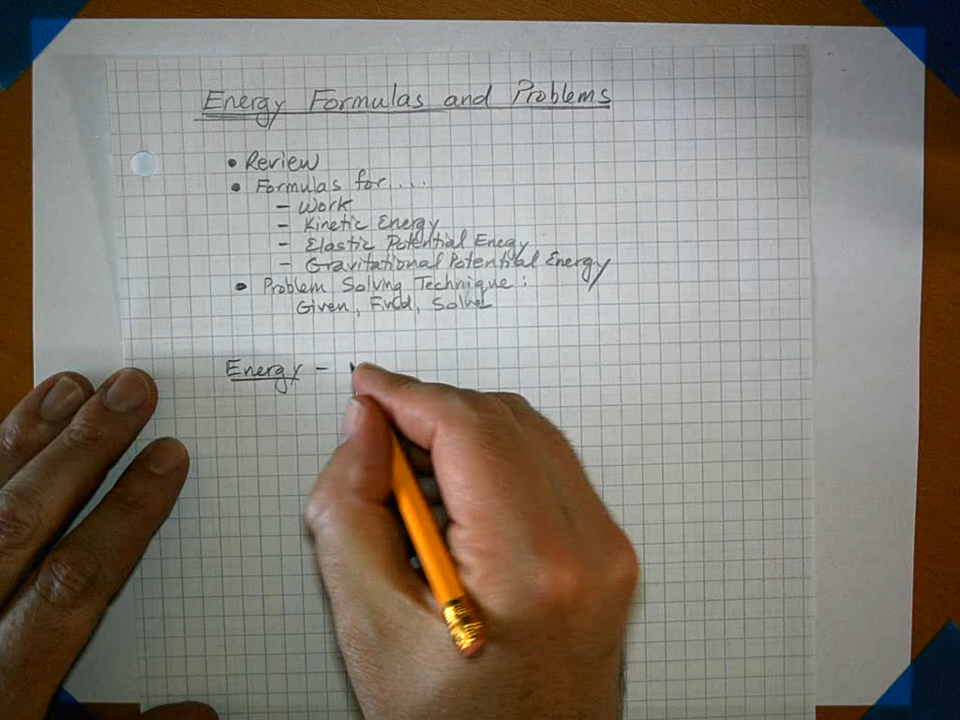 Energy Formulas and Problems
• Review
• Formulas for....
- Work
- Kinetic Energy
- Elastic Potential Enegy
- Gravitational Potential Energy
• Problem Solving Technique:
Given, Find, Solve
Energy -